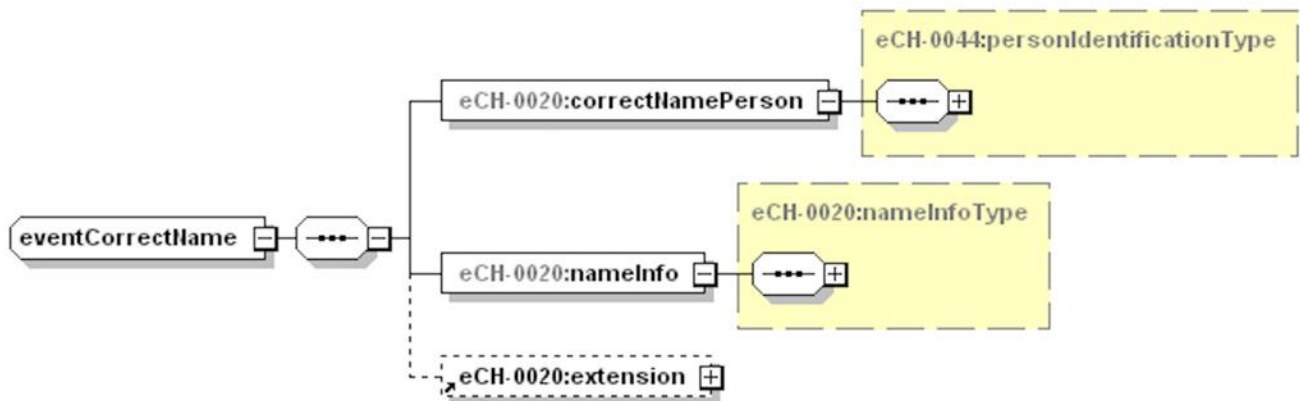 eCH-0044:personIdentificationType
eCH-0020:correctNamePerson
eventCorrectName
eCH-0020:nameInfoType
eCH-0020:nameInfo
eCH-0020:extension